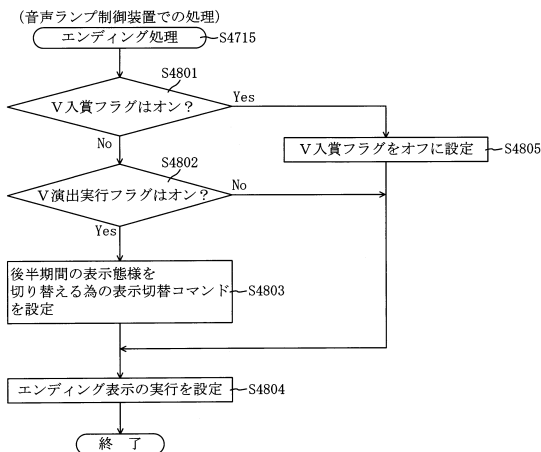 (音声ランプ制御装置での処理)
エンディング処理 S4715
S4801
V入賞フラグはオン? Yes
No
V入賞フラグをオフに設定 S4805
S4802
V演出実行フラグはオン? No
Yes
後半期間の表示態様を
切り替える為の表示切替コマンド
を設定
S4803
エンディング表示の実行を設定 S4804
終 了